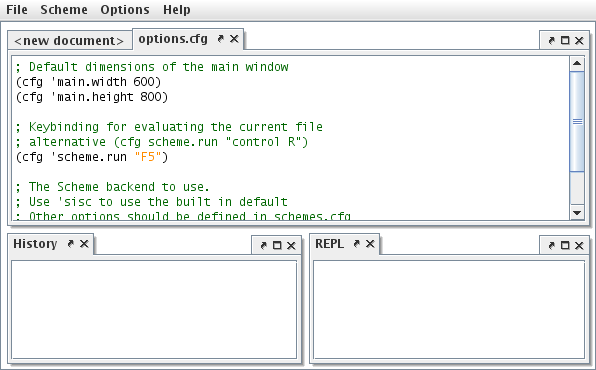 File Scheme Options Help
<new document> options.cfg
; Default dimensions of the main window
(cfg 'main.width 600)
(cfg 'main.height 800)
; Keybinding for evaluating the current file
; alternative (cfg scheme.run "control R")
(cfg 'scheme.run "F5")
; The Scheme backend to use.
; Use 'sisc to use the built in default
; Other options should be defined in schemes.cfg
History REPL